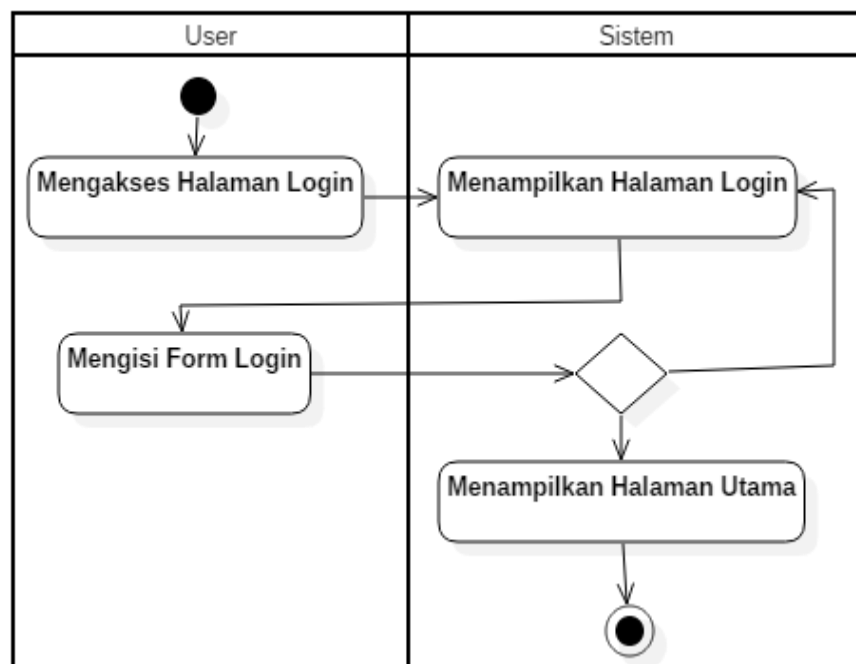 User
Sistem
Mengakses Halaman Login
Menampilkan Halaman Login
Mengisi Form Login
Menampilkan Halaman Utama